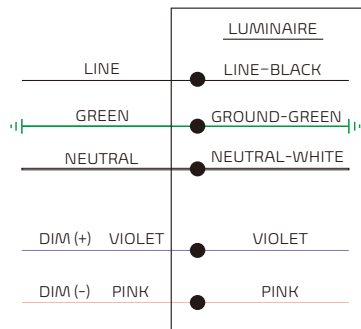 LUMINAIRE
LINE LINE-BLACK
GREEN GROUND-GREEN
NEUTRAL NEUTRAL-WHITE
DIM (+) VIOLET VIOLET
DIM (-) PINK PINK